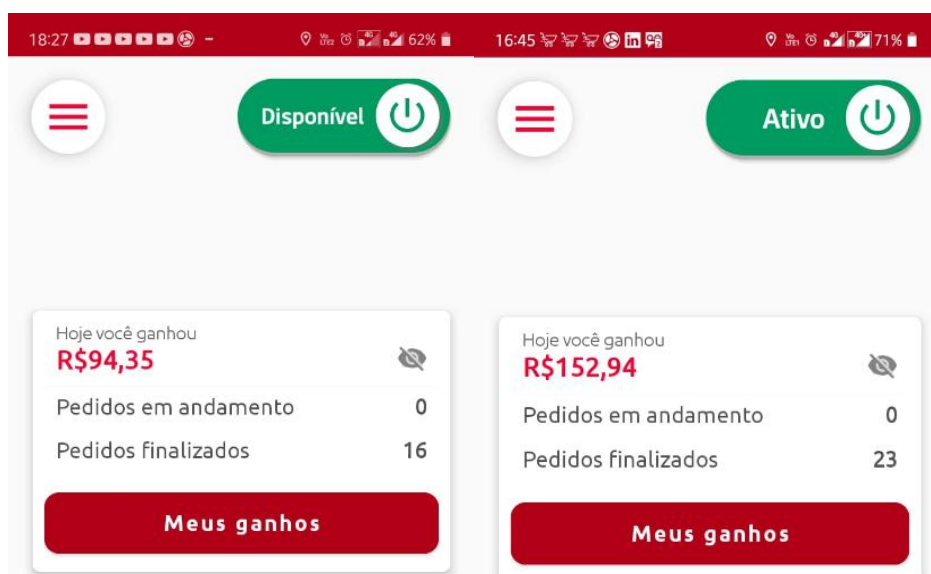 18:27 62%
Disponível
Hoje você ganhou
R$94,35
Pedidos em andamento 0
Pedidos finalizados 16
Meus ganhos
16:45 71%
Ativo
Hoje você ganhou
R$152,94
Pedidos em andamento 0
Pedidos finalizados 23
Meus ganhos